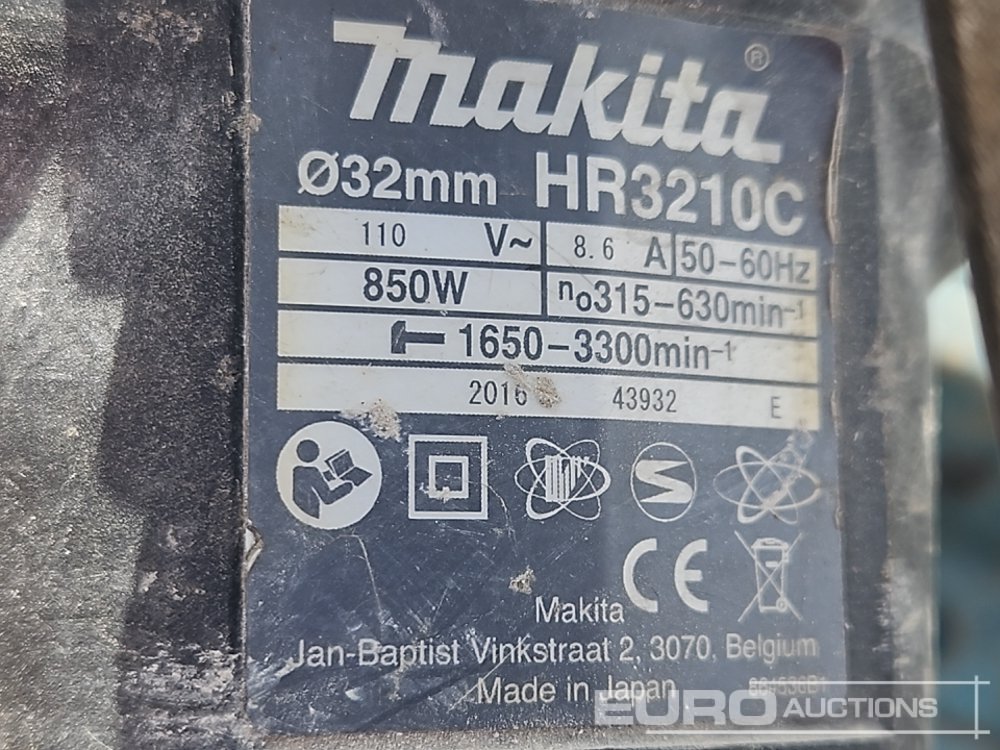 makita®
Ø32mm HR3210C
110 V~ 8.6 A 50-60Hz
850W n₀315-630min⁻¹
1650-3300min⁻¹
2016 43932 E
CE
Makita
Jan-Baptist Vinkstraat 2, 3070, Belgium
Made in Japan
EURO AUCTIONS